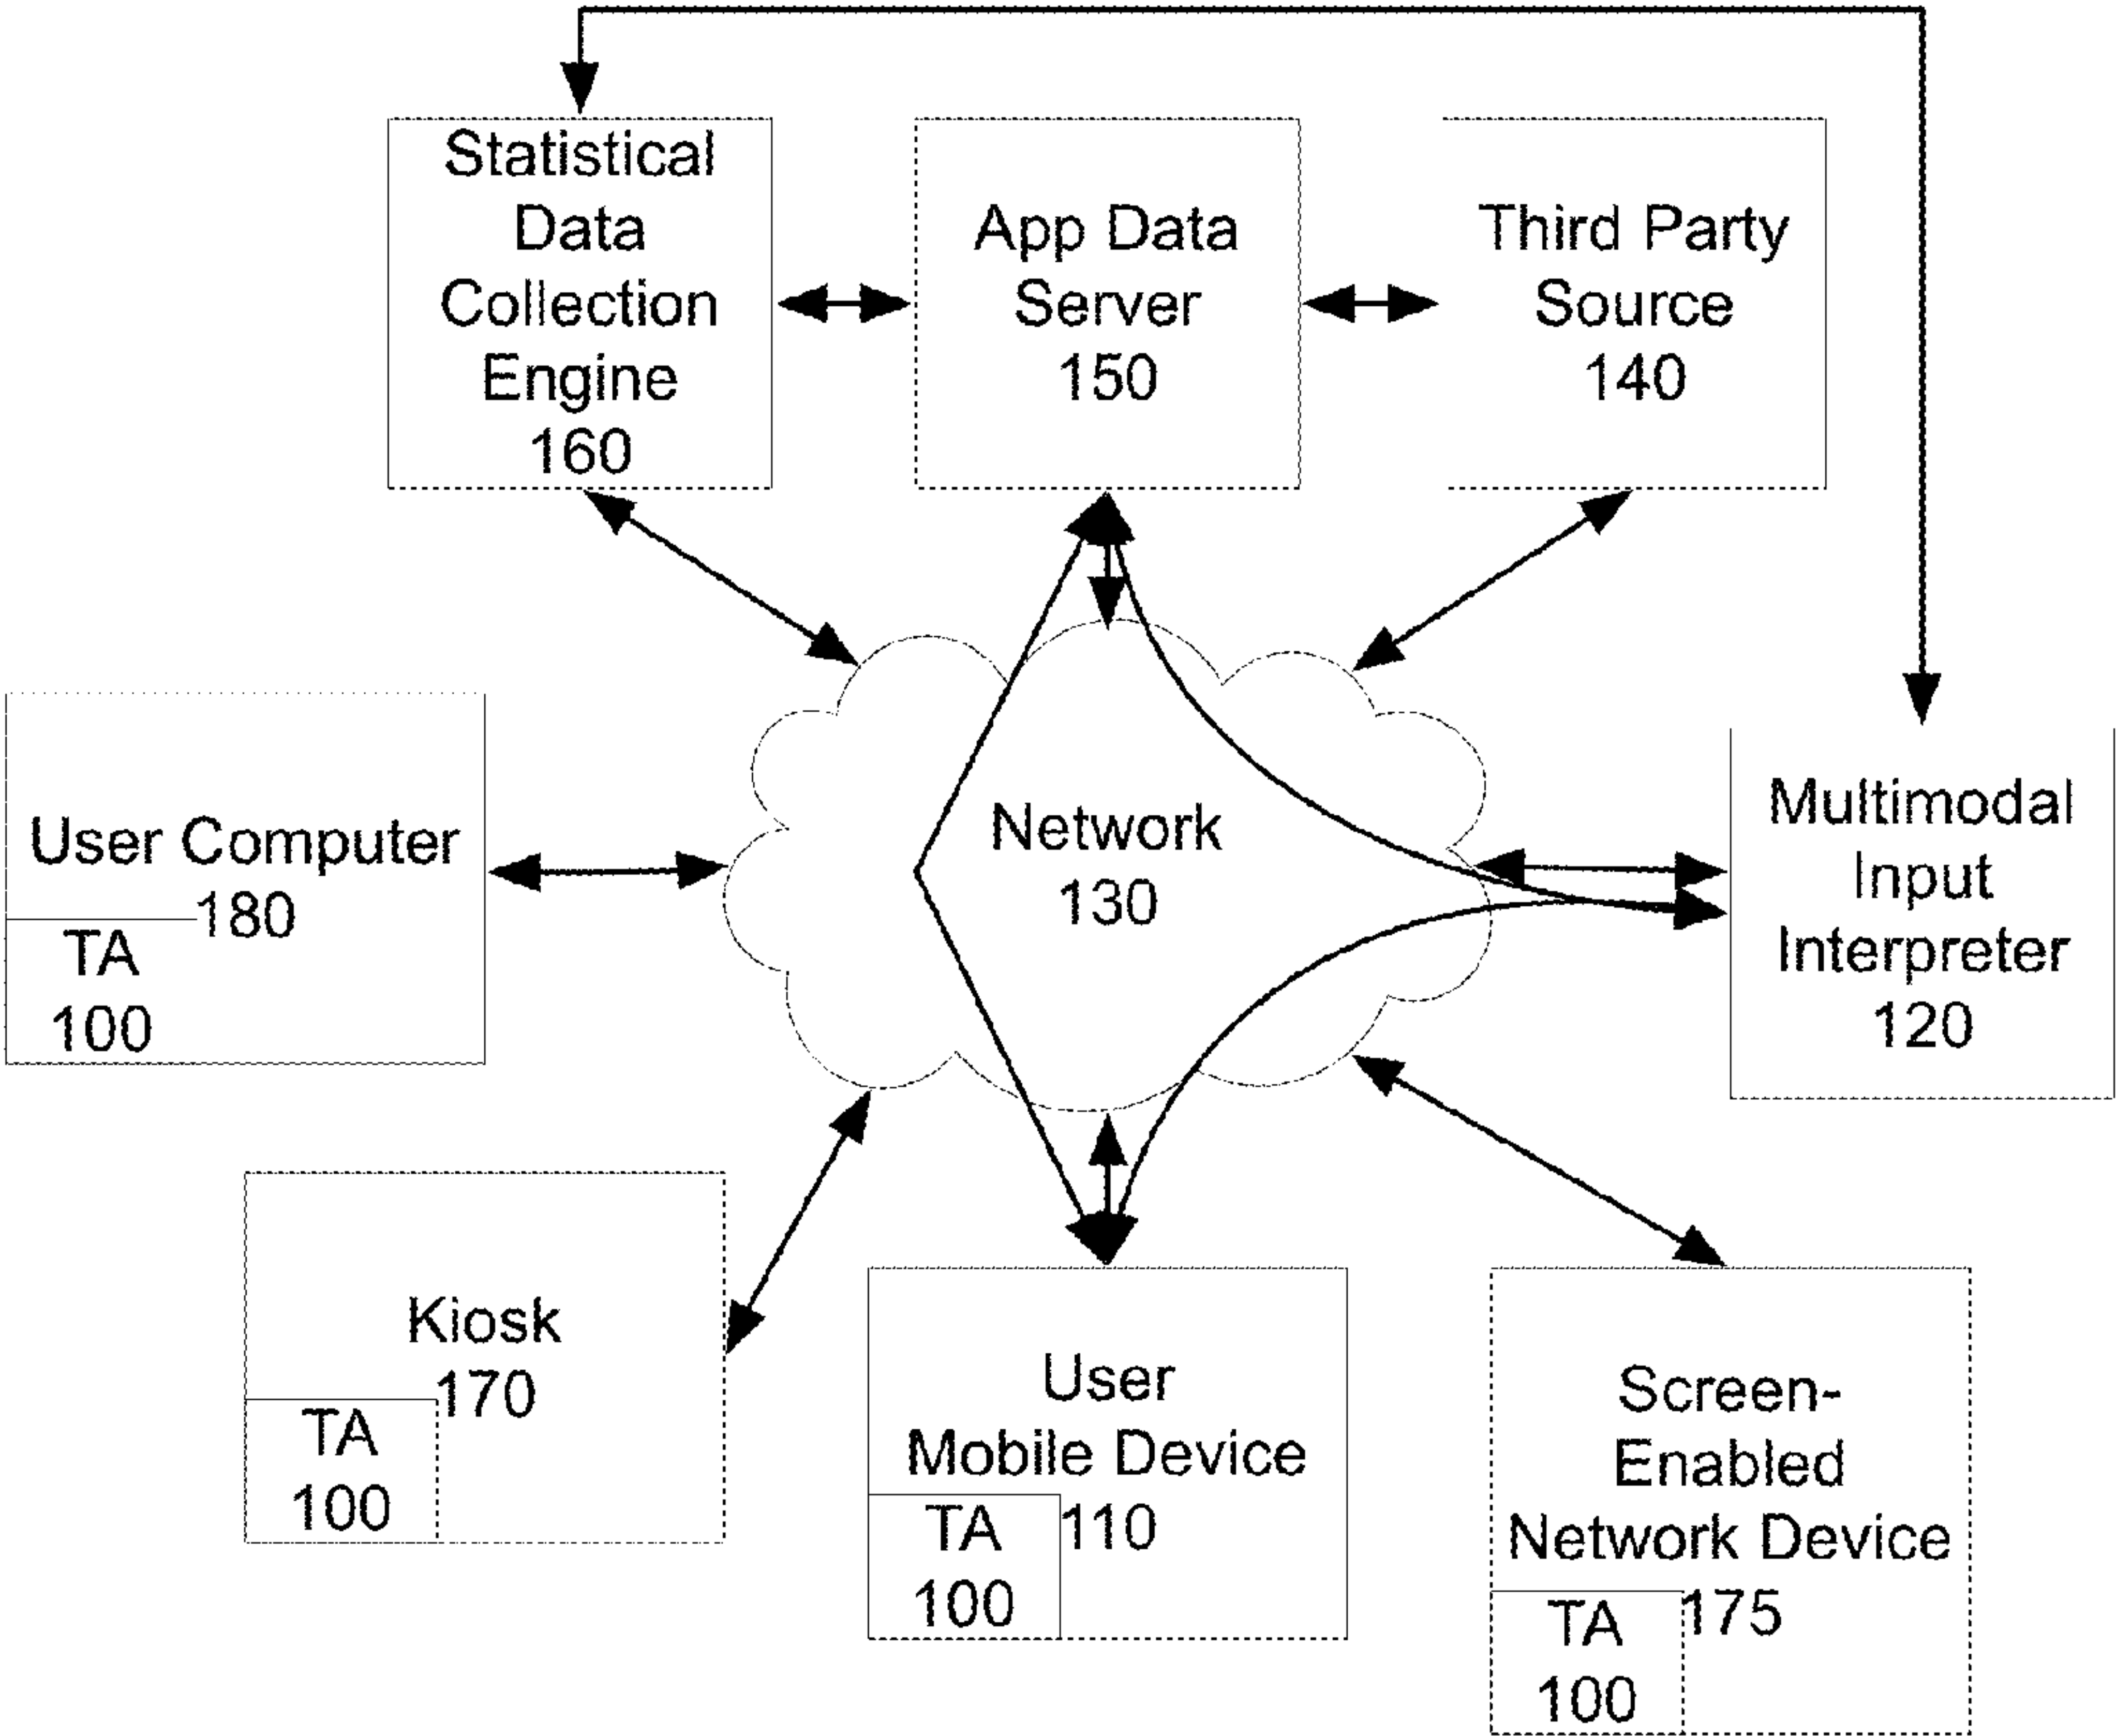 Statistical
Data
Collection
Engine
160
App Data
Server
150
Third Party
Source
140
User Computer
180
TA
100
Network
130
Multimodal
Input
Interpreter
120
Kiosk
170
TA
100
User
Mobile Device
110
TA
100
Screen-
Enabled
Network Device
175
TA
100